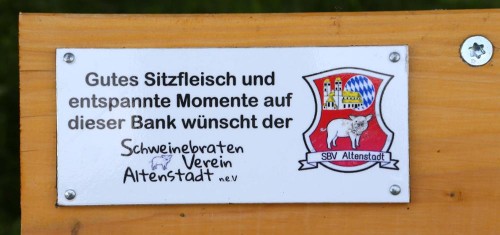 Gutes Sitzfleisch und
entspannte Momente auf
dieser Bank wünscht der
Schweinebraten
Verein
Altenstadt n.e.V
SBV Altenstadt